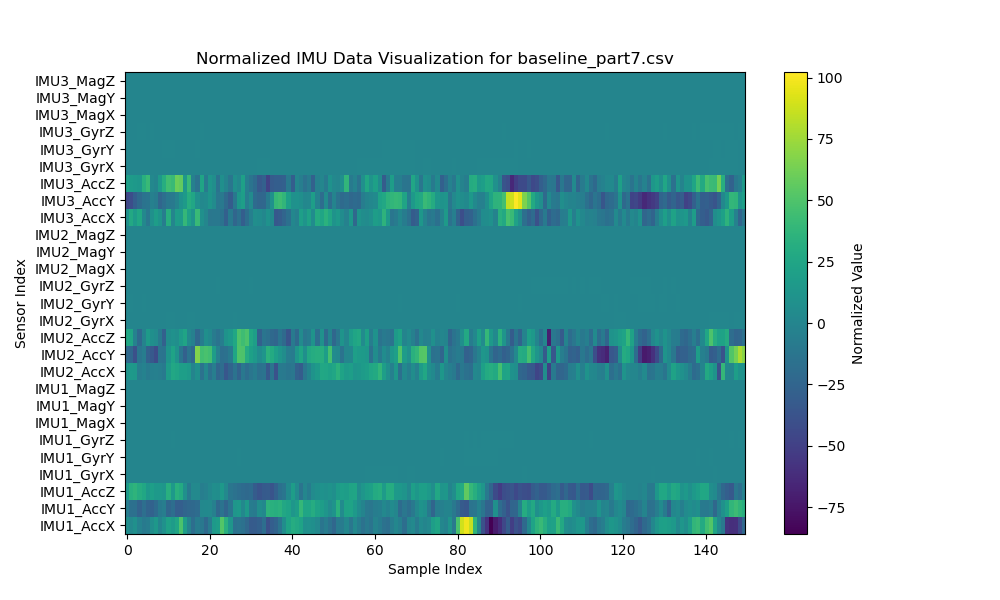 Normalized IMU Data Visualization for baseline_part7.csv
IMU3_MagZ
IMU3_MagY
IMU3_MagX
IMU3_GyrZ
IMU3_GyrY
IMU3_GyrX
IMU3_AccZ
IMU3_AccY
IMU3_AccX
IMU2_MagZ
IMU2_MagY
IMU2_MagX
IMU2_GyrZ
IMU2_GyrY
IMU2_GyrX
IMU2_AccZ
IMU2_AccY
IMU2_AccX
IMU1_MagZ
IMU1_MagY
IMU1_MagX
IMU1_GyrZ
IMU1_GyrY
IMU1_GyrX
IMU1_AccZ
IMU1_AccY
IMU1_AccX
Sensor Index
0 20 40 60 80 100 120 140
Sample Index
100
75
50
25
0
−25
−50
−75
Normalized Value